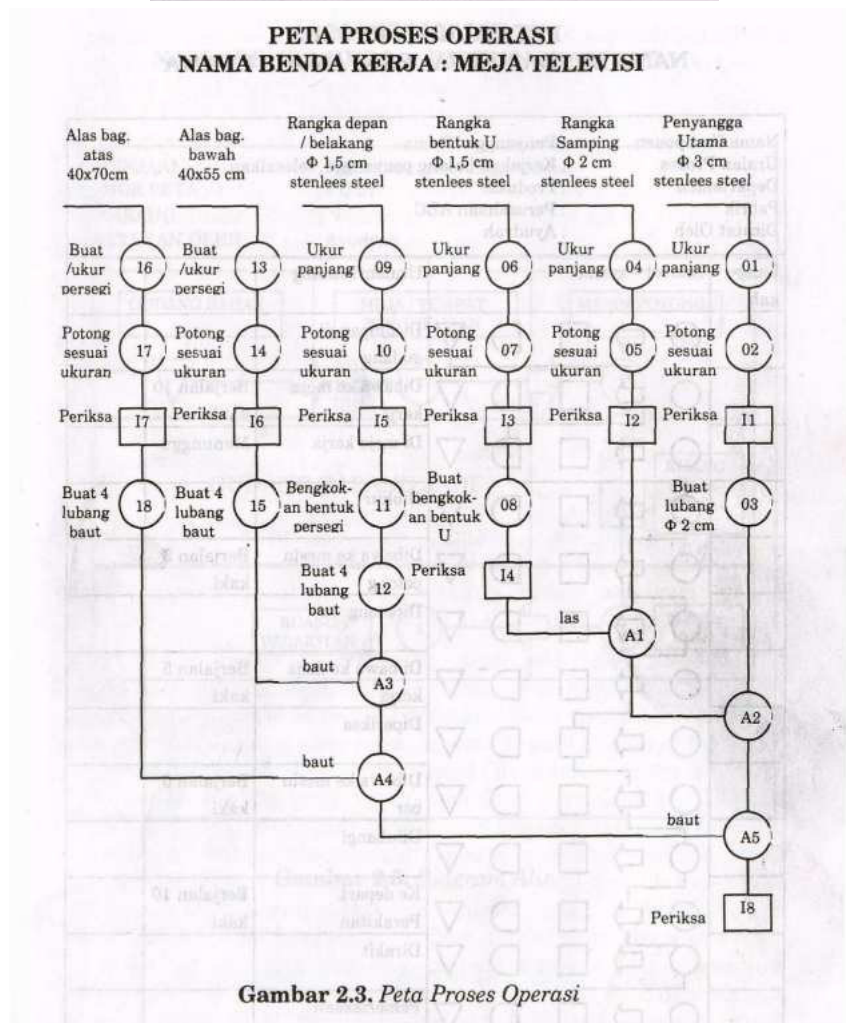 PETA PROSES OPERASI
NAMA BENDA KERJA : MEJA TELEVISI
Alas bag.
atas
40x70cm
Alas bag.
bawah
40x55 cm
Rangka depan
/ belakang
Φ 1,5 cm
stenlees steel
Rangka
bentuk U
Φ 1,5 cm
stenlees steel
Rangka
Samping
Φ 2 cm
stenlees steel
Penyangga
Utama
Φ 3 cm
stenlees steel
Buat
/ukur
persegi
16
Buat
/ukur
persegi
13
Ukur
panjang
09
Ukur
panjang
06
Ukur
panjang
04
Ukur
panjang
01
Potong
sesuai
ukuran
17
Potong
sesuai
ukuran
14
Potong
sesuai
ukuran
10
Potong
sesuai
ukuran
07
Potong
sesuai
ukuran
05
Potong
sesuai
ukuran
02
Periksa
I7
Periksa
I6
Periksa
I5
Periksa
I3
Periksa
I2
Periksa
I1
Buat 4
lubang
baut
18
Buat 4
lubang
baut
15
Bengkok-
an bentuk
persegi
11
Buat
bengkok-
an bentuk
U
08
Buat
lubang
Φ 2 cm
03
Buat 4
lubang
baut
12
Periksa
I4
las
A1
baut
A3
A2
baut
A4
baut
A5
Periksa
I8
Gambar 2.3. Peta Proses Operasi